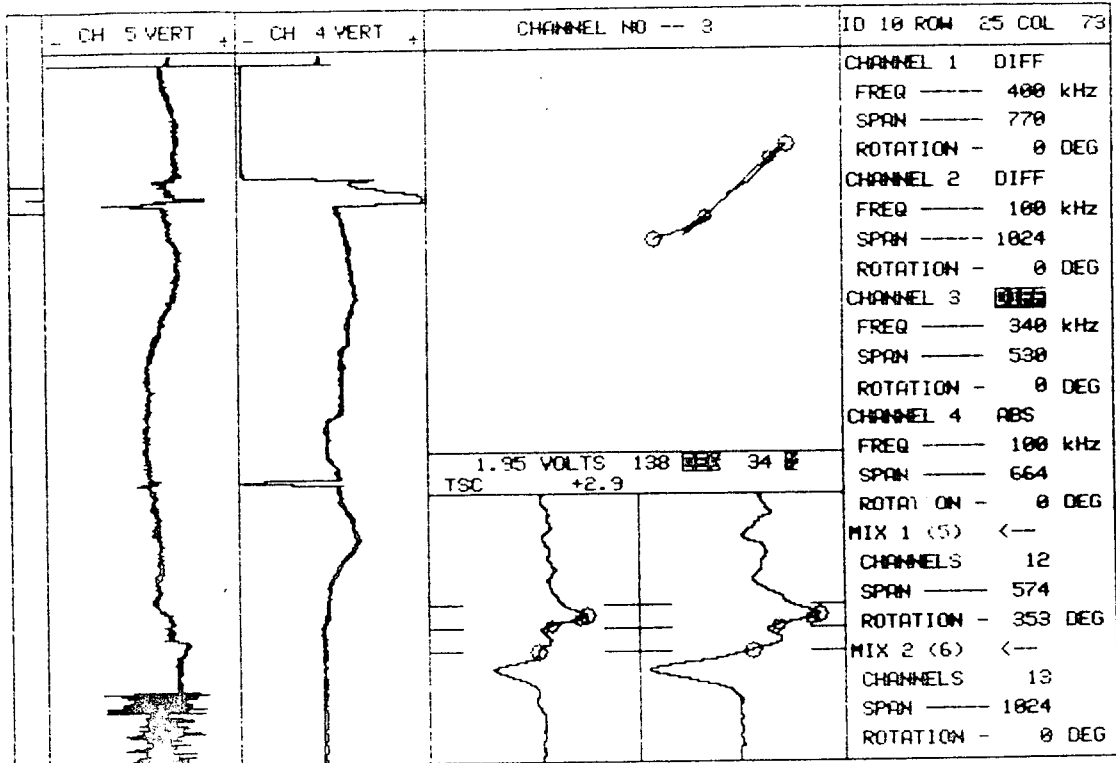 - CH 5 VERT +
- CH 4 VERT +
CHANNEL NO -- 3
1.95 VOLTS 138 DEG 34 %
TSC +2.9
ID 10 ROW 25 COL 73
CHANNEL 1 DIFF
FREQ ----- 400 kHz
SPAN ----- 770
ROTATION - 0 DEG
CHANNEL 2 DIFF
FREQ ----- 100 kHz
SPAN ----- 1024
ROTATION - 0 DEG
CHANNEL 3 DIFF
FREQ ----- 340 kHz
SPAN ----- 530
ROTATION - 0 DEG
CHANNEL 4 ABS
FREQ ----- 100 kHz
SPAN ----- 664
ROTAT ON - 0 DEG
MIX 1 (5) <--
CHANNELS 12
SPAN ----- 574
ROTATION - 353 DEG
MIX 2 (6) <--
CHANNELS 13
SPAN ----- 1024
ROTATION - 0 DEG